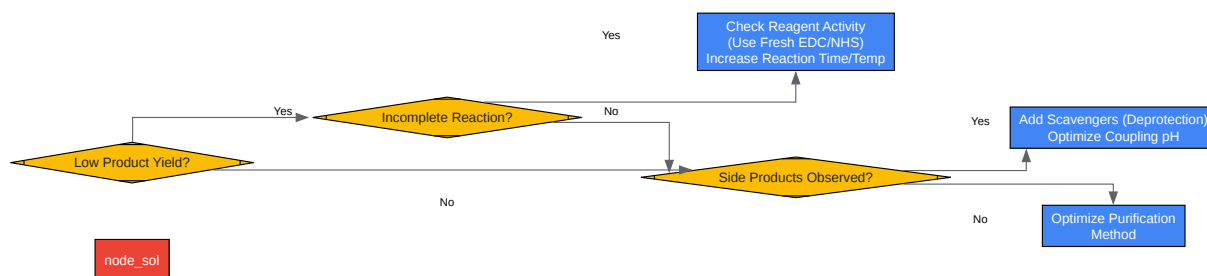 Check Reagent Activity
(Use Fresh EDC/NHS)
Increase Reaction Time/Temp
Yes
Yes
Incomplete Reaction?
No
Low Product Yield?
No
Side Products Observed?
Yes
Add Scavengers (Deprotection)
Optimize Coupling pH
No
Optimize Purification
Method
node_sol